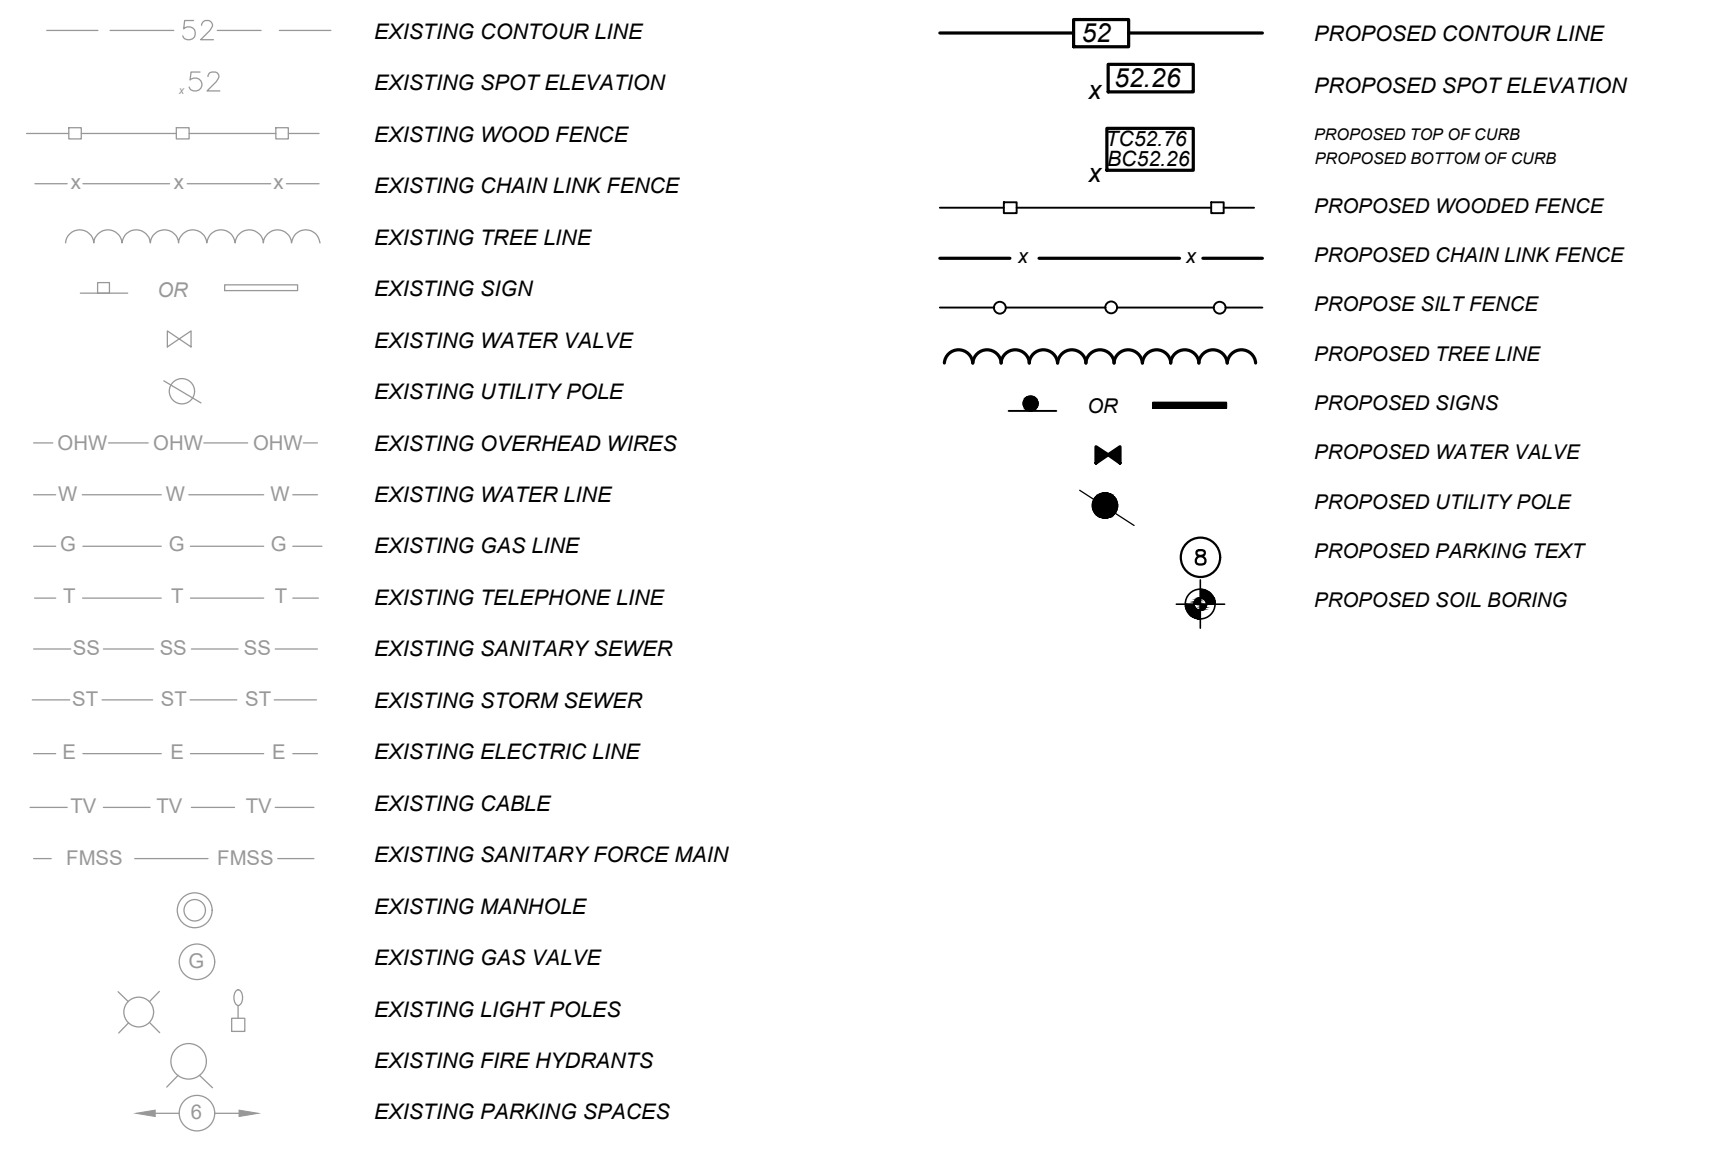 52 EXISTING CONTOUR LINE
x52 EXISTING SPOT ELEVATION
EXISTING WOOD FENCE
x x x EXISTING CHAIN LINK FENCE
EXISTING TREE LINE
OR EXISTING SIGN
EXISTING WATER VALVE
EXISTING UTILITY POLE
OHW OHW OHW EXISTING OVERHEAD WIRES
W W W EXISTING WATER LINE
G G G EXISTING GAS LINE
T T T EXISTING TELEPHONE LINE
SS SS SS EXISTING SANITARY SEWER
ST ST ST EXISTING STORM SEWER
E E E EXISTING ELECTRIC LINE
TV TV TV EXISTING CABLE
FMSS FMSS EXISTING SANITARY FORCE MAIN
EXISTING MANHOLE
G EXISTING GAS VALVE
EXISTING LIGHT POLES
EXISTING FIRE HYDRANTS
6 EXISTING PARKING SPACES
52 PROPOSED CONTOUR LINE
x 52.26 PROPOSED SPOT ELEVATION
TC52.76 PROPOSED TOP OF CURB
x BC52.26 PROPOSED BOTTOM OF CURB
PROPOSED WOODED FENCE
x x PROPOSED CHAIN LINK FENCE
PROPOSE SILT FENCE
PROPOSED TREE LINE
OR PROPOSED SIGNS
PROPOSED WATER VALVE
PROPOSED UTILITY POLE
8 PROPOSED PARKING TEXT
PROPOSED SOIL BORING